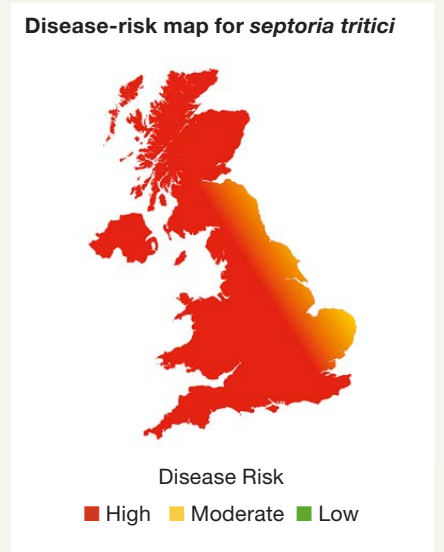 Disease-risk map for septoria tritici
Disease Risk
High Moderate Low